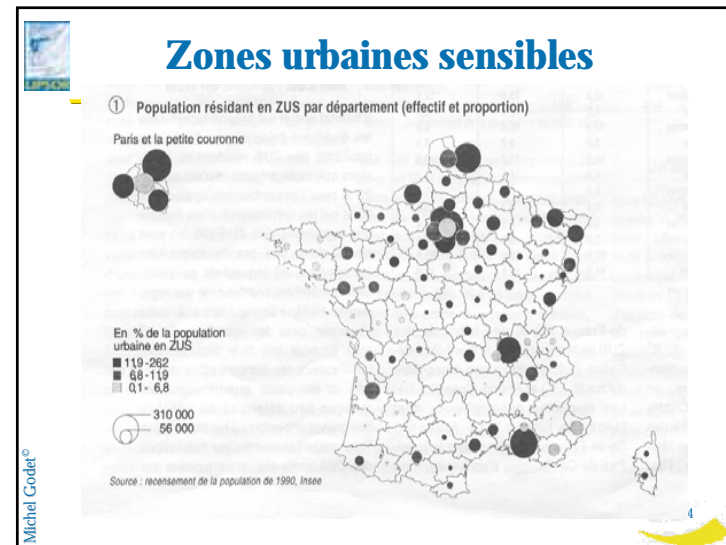 Zones urbaines sensibles
① Population résidant en ZUS par département (effectif et proportion)
Paris et la petite couronne
En % de la population
urbaine en ZUS
11,9 -26,2
6,8 -11,9
0,1 - 6,8
310 000
56 000
Source : recensement de la population de 1990, Insee
Michel Godet©
4
LIPSOR